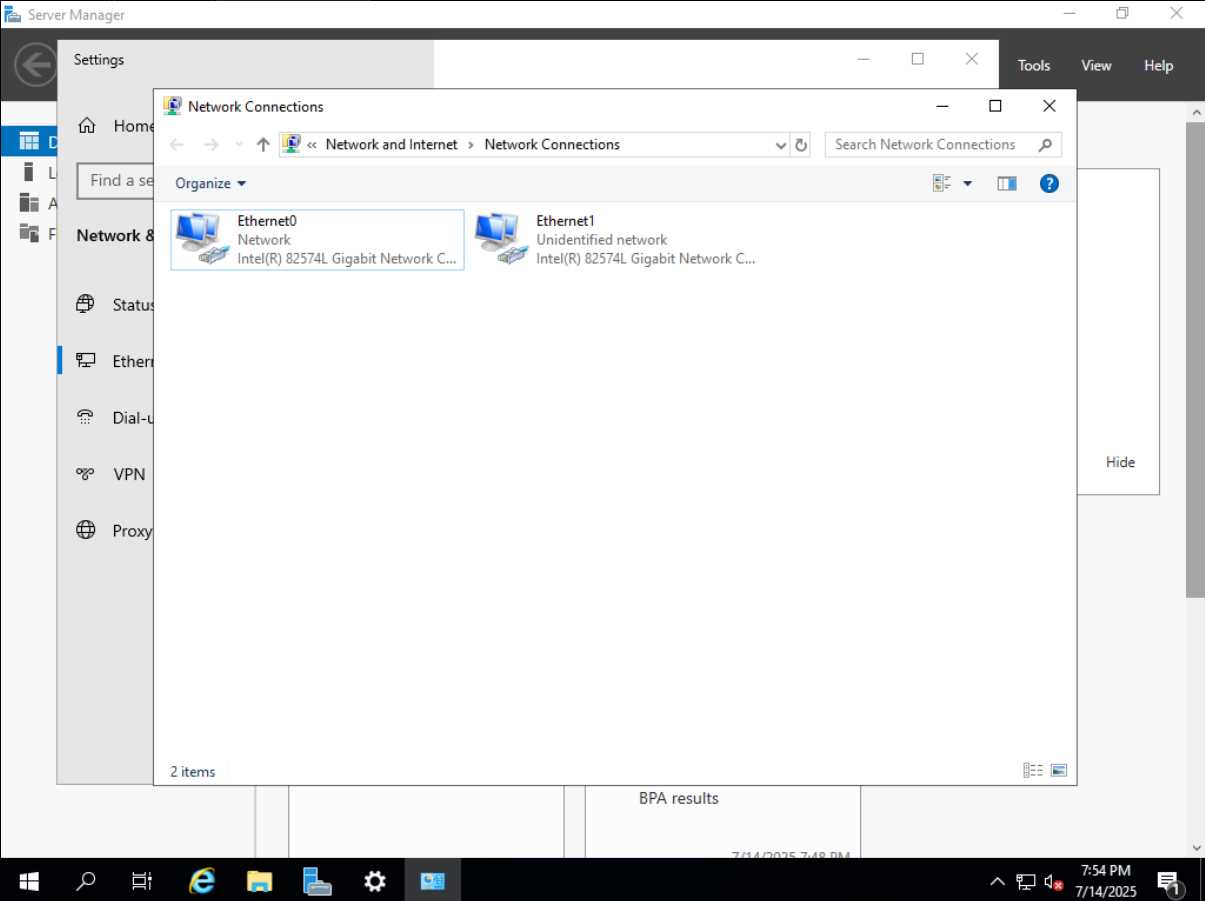 Server Manager
Settings
Tools View Help
Network Connections
Home
« Network and Internet › Network Connections
Search Network Connections
Find a se
Organize
Network &
Ethernet0
Network
Intel(R) 82574L Gigabit Network C...
Ethernet1
Unidentified network
Intel(R) 82574L Gigabit Network C...
D
L
A
F
Status
Ethern
Dial-u
VPN
Proxy
Hide
2 items
BPA results
7/14/2025 7:48 PM
7:54 PM
7/14/2025
1